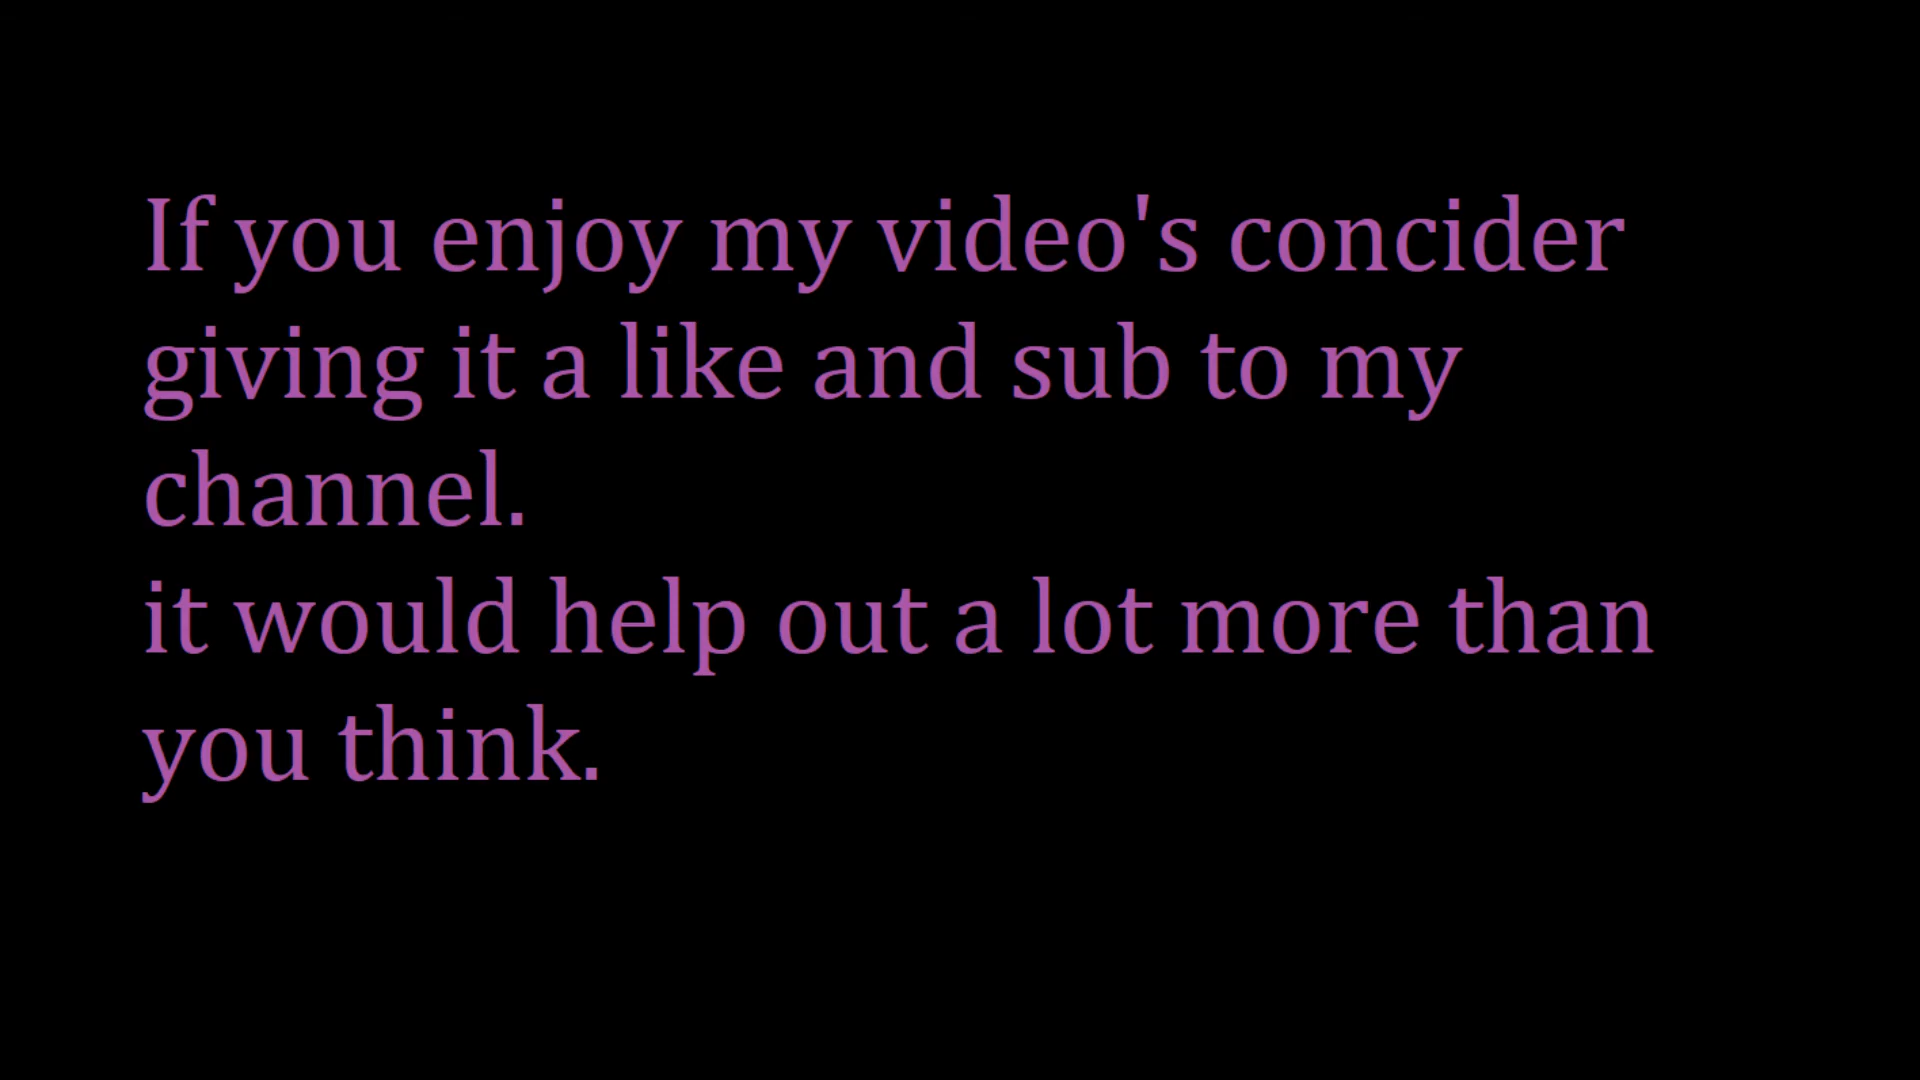 If you enjoy my video's concider
giving it a like and sub to my
channel.
it would help out a lot more than
you think.